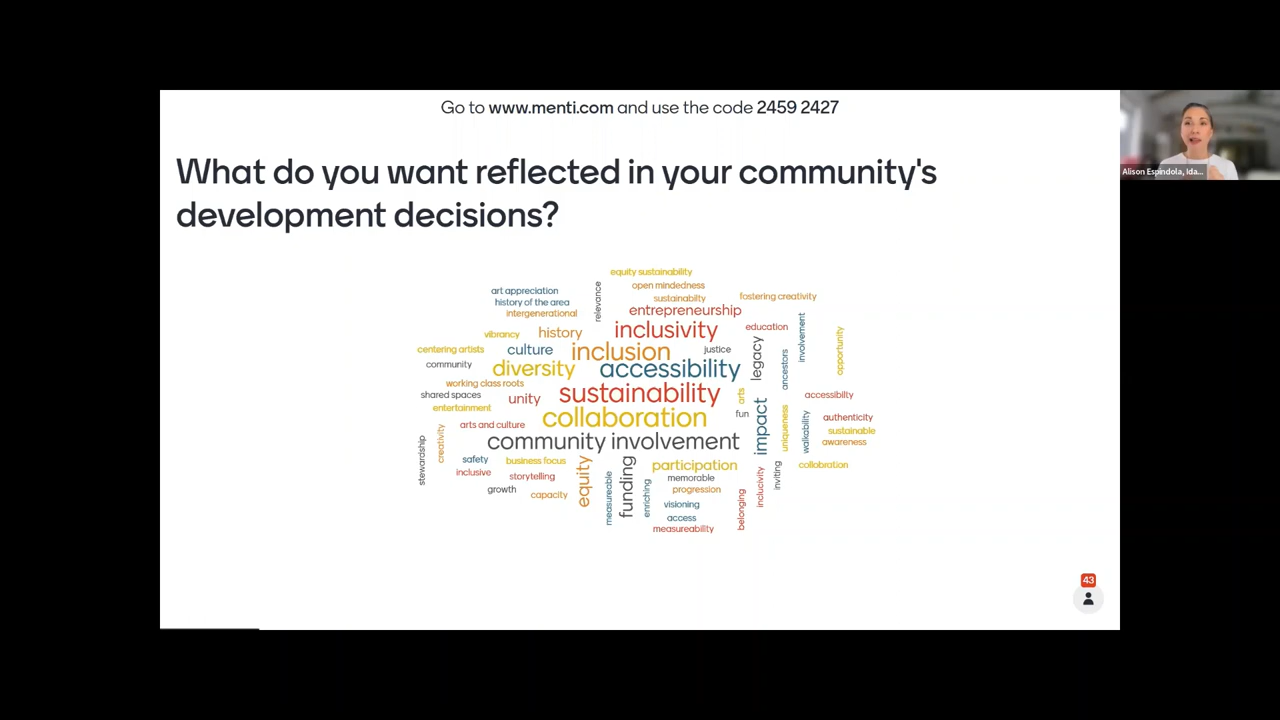 Go to www.menti.com and use the code 2459 2427
What do you want reflected in your community's
development decisions?
equity sustainability
open mindedness
art appreciation
relevance
sustainabilty
fostering creativity
history of the area
intergenerational
entrepreneurship
vibrancy
history
inclusivity
education
involvement
opportunity
centering artists
culture
inclusion
justice
legacy
ancestors
community
diversity
accessibility
working class roots
shared spaces
unity
sustainability
arts
accessibilty
entertainment
collaboration
fun
impact
uniqueness
walkability
authenticity
arts and culture
sustainable
awareness
stewardship
creativity
community involvement
safety
business focus
equity
funding
participation
inviting
collobration
inclusive
storytelling
measureable
enriching
memorable
inclucivity
growth
capacity
progression
belonging
visioning
access
measureability
43
Alison Espindola, Ida...